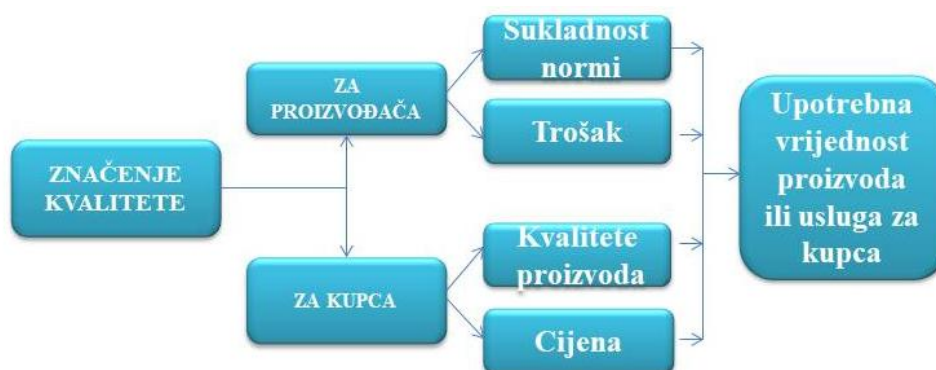 ZNAČENJE
KVALITETE
ZA
PROIZVOĐAČA
ZA KUPCA
Sukladnost
normi
Trošak
Kvalitete
proizvoda
Cijena
Upotrebna
vrijednost
proizvoda
ili usluga za
kupca